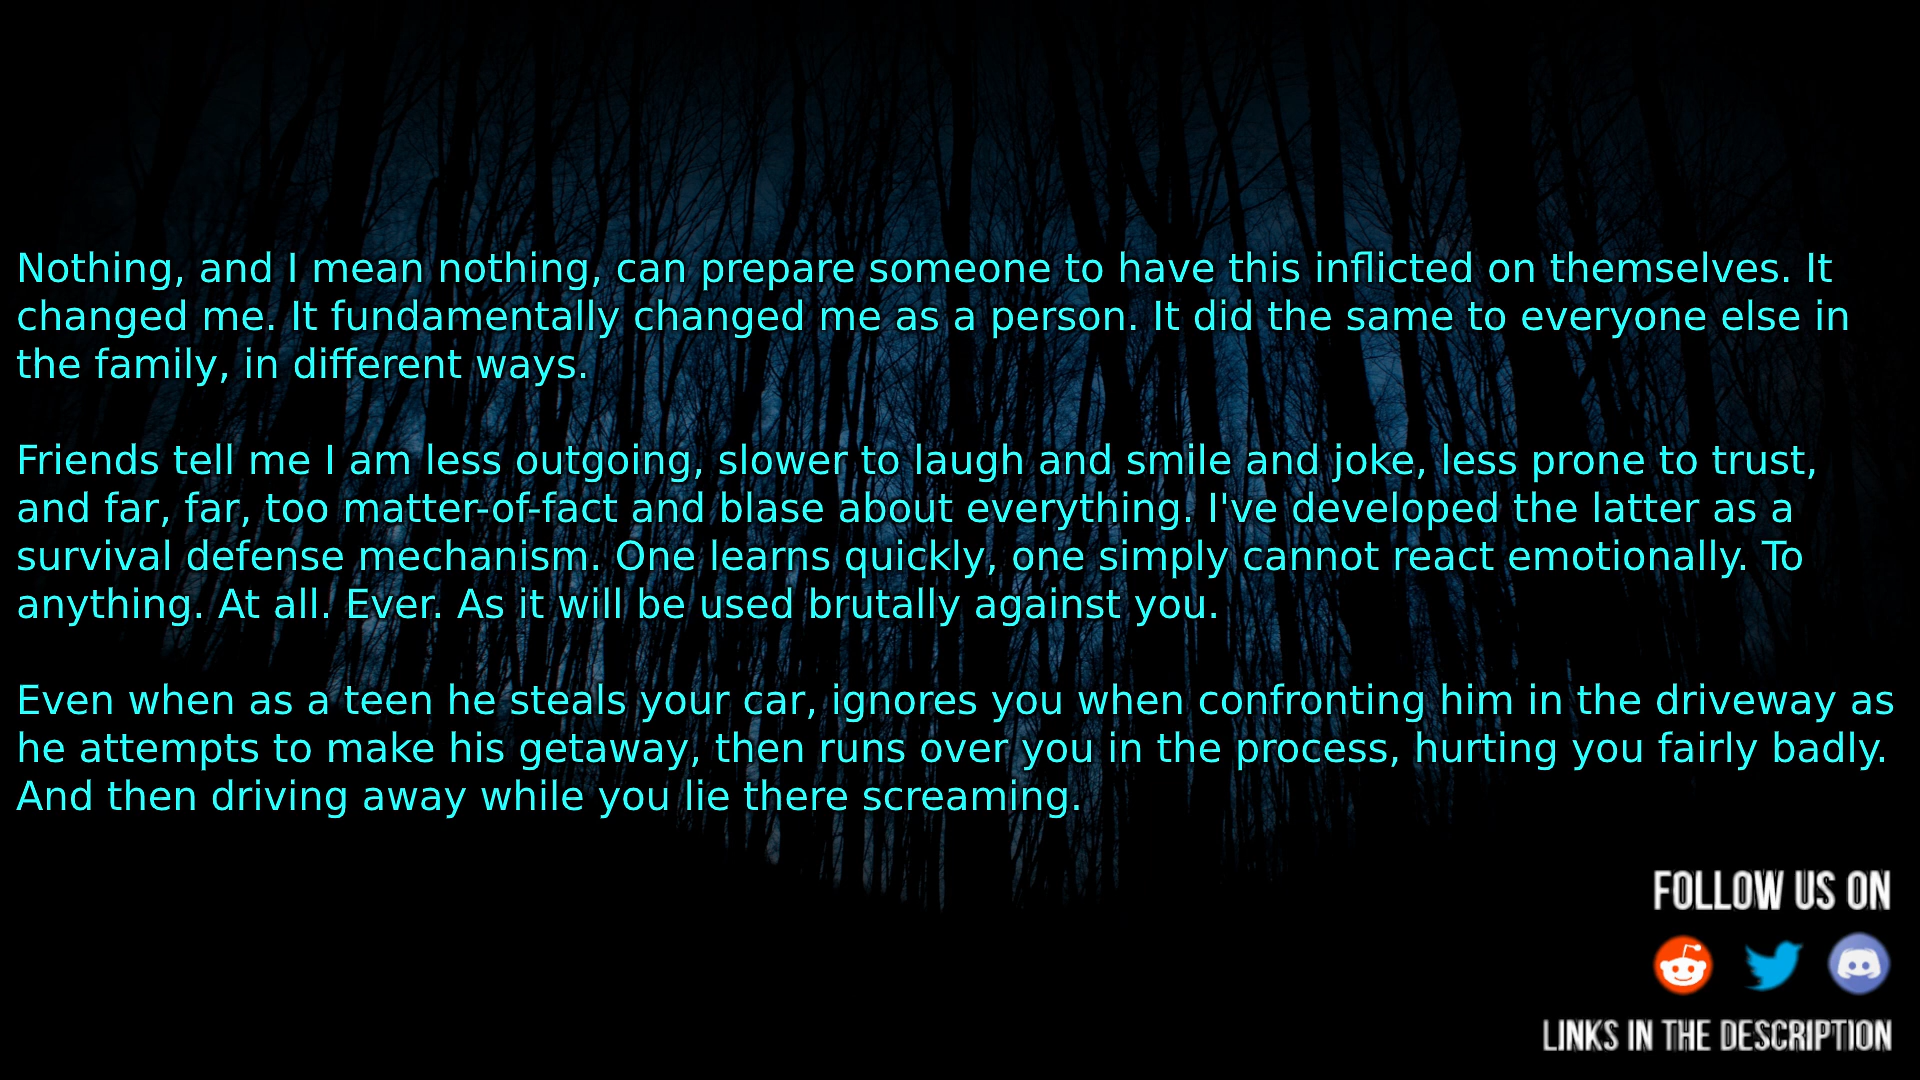 Nothing, and I mean nothing, can prepare someone to have this inflicted on themselves. It
changed me. It fundamentally changed me as a person. It did the same to everyone else in
the family, in different ways.
Friends tell me I am less outgoing, slower to laugh and smile and joke, less prone to trust,
and far, far, too matter-of-fact and blase about everything. I've developed the latter as a
survival defense mechanism. One learns quickly, one simply cannot react emotionally. To
anything. At all. Ever. As it will be used brutally against you.
Even when as a teen he steals your car, ignores you when confronting him in the driveway as
he attempts to make his getaway, then runs over you in the process, hurting you fairly badly.
And then driving away while you lie there screaming.
FOLLOW US ON
LINKS IN THE DESCRIPTION